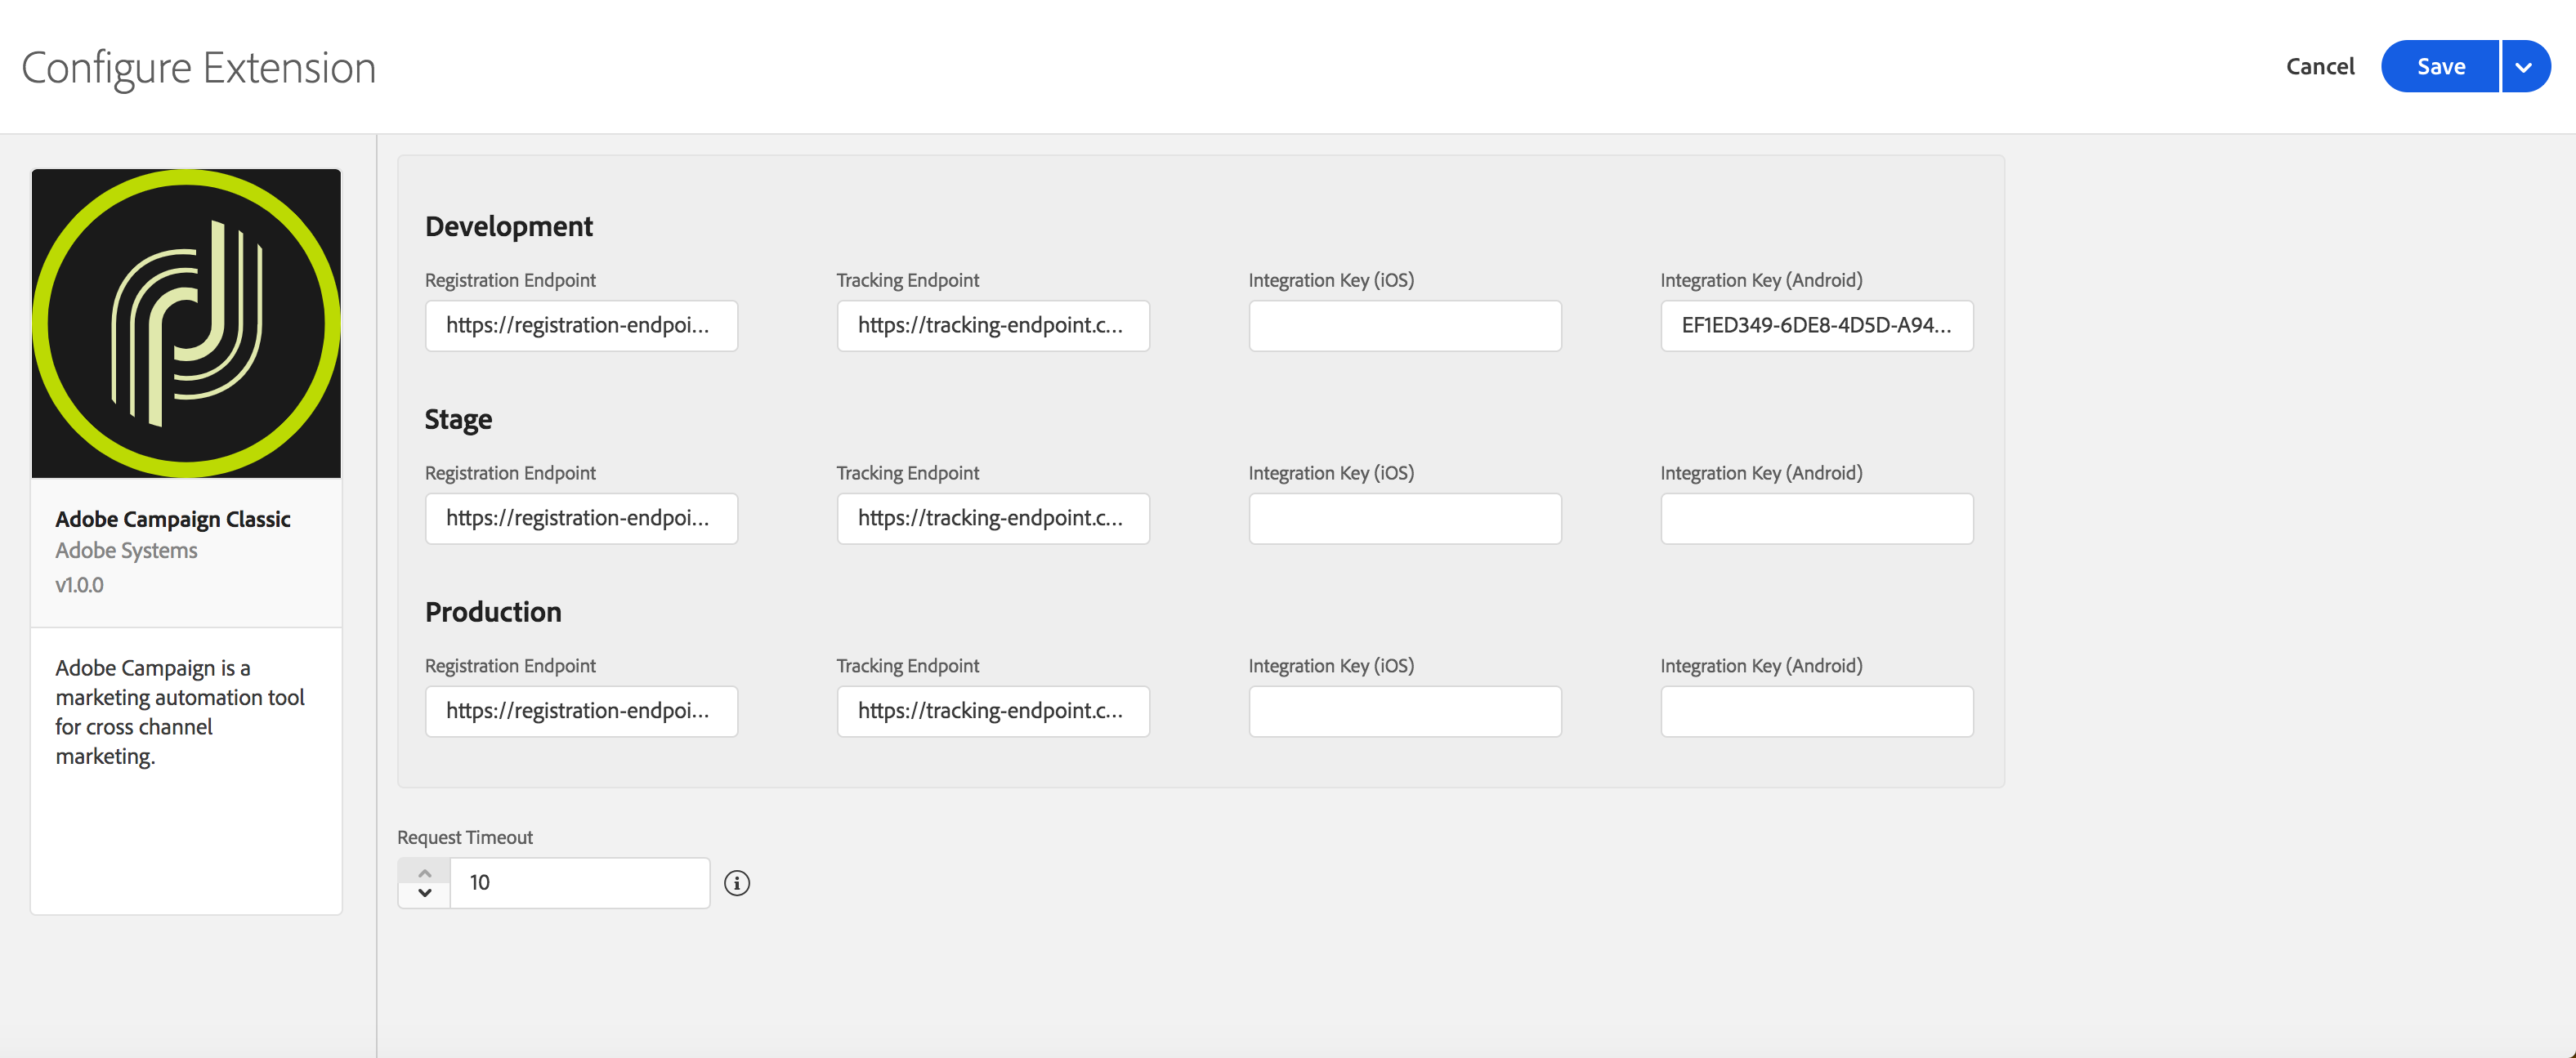 Configure Extension
Cancel
Save
Adobe Campaign Classic
Adobe Systems
v1.0.0
Adobe Campaign is a
marketing automation tool
for cross channel
marketing.
Development
Registration Endpoint
https://registration-endpoi...
Tracking Endpoint
https://tracking-endpoint.c...
Integration Key (iOS)
Integration Key (Android)
EF1ED349-6DE8-4D5D-A94...
Stage
Registration Endpoint
https://registration-endpoi...
Tracking Endpoint
https://tracking-endpoint.c...
Integration Key (iOS)
Integration Key (Android)
Production
Registration Endpoint
https://registration-endpoi...
Tracking Endpoint
https://tracking-endpoint.c...
Integration Key (iOS)
Integration Key (Android)
Request Timeout
10